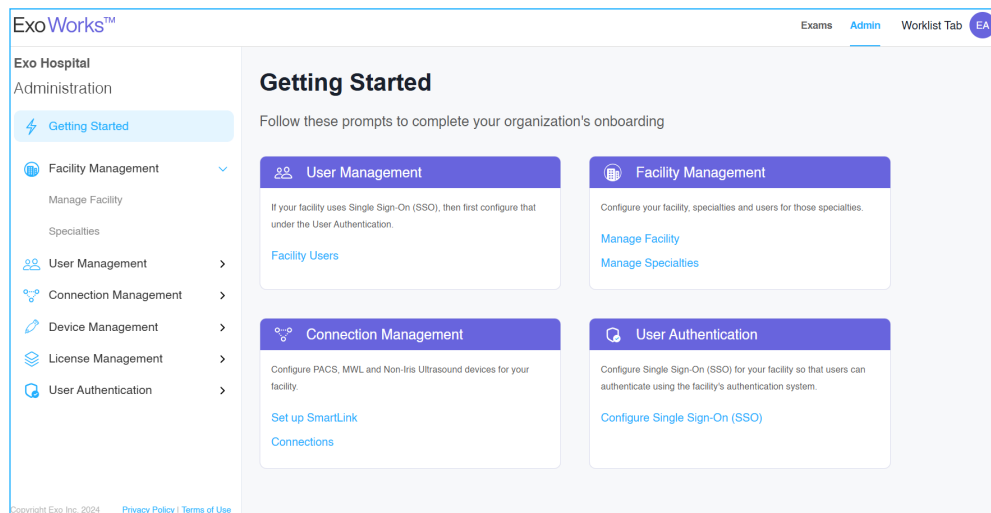 ExoWorks™
Exams Admin Worklist Tab EA
Exo Hospital
Administration
Getting Started
Facility Management
Manage Facility
Specialties
User Management
Connection Management
Device Management
License Management
User Authentication
Copyright Exo Inc. 2024 Privacy Policy | Terms of Use
Getting Started
Follow these prompts to complete your organization's onboarding
User Management
If your facility uses Single Sign-On (SSO), then first configure that
under the User Authentication.
Facility Users
Facility Management
Configure your facility, specialties and users for those specialties.
Manage Facility
Manage Specialties
Connection Management
Configure PACS, MWL and Non-Iris Ultrasound devices for your
facility.
Set up SmartLink
Connections
User Authentication
Configure Single Sign-On (SSO) for your facility so that users can
authenticate using the facility's authentication system.
Configure Single Sign-On (SSO)